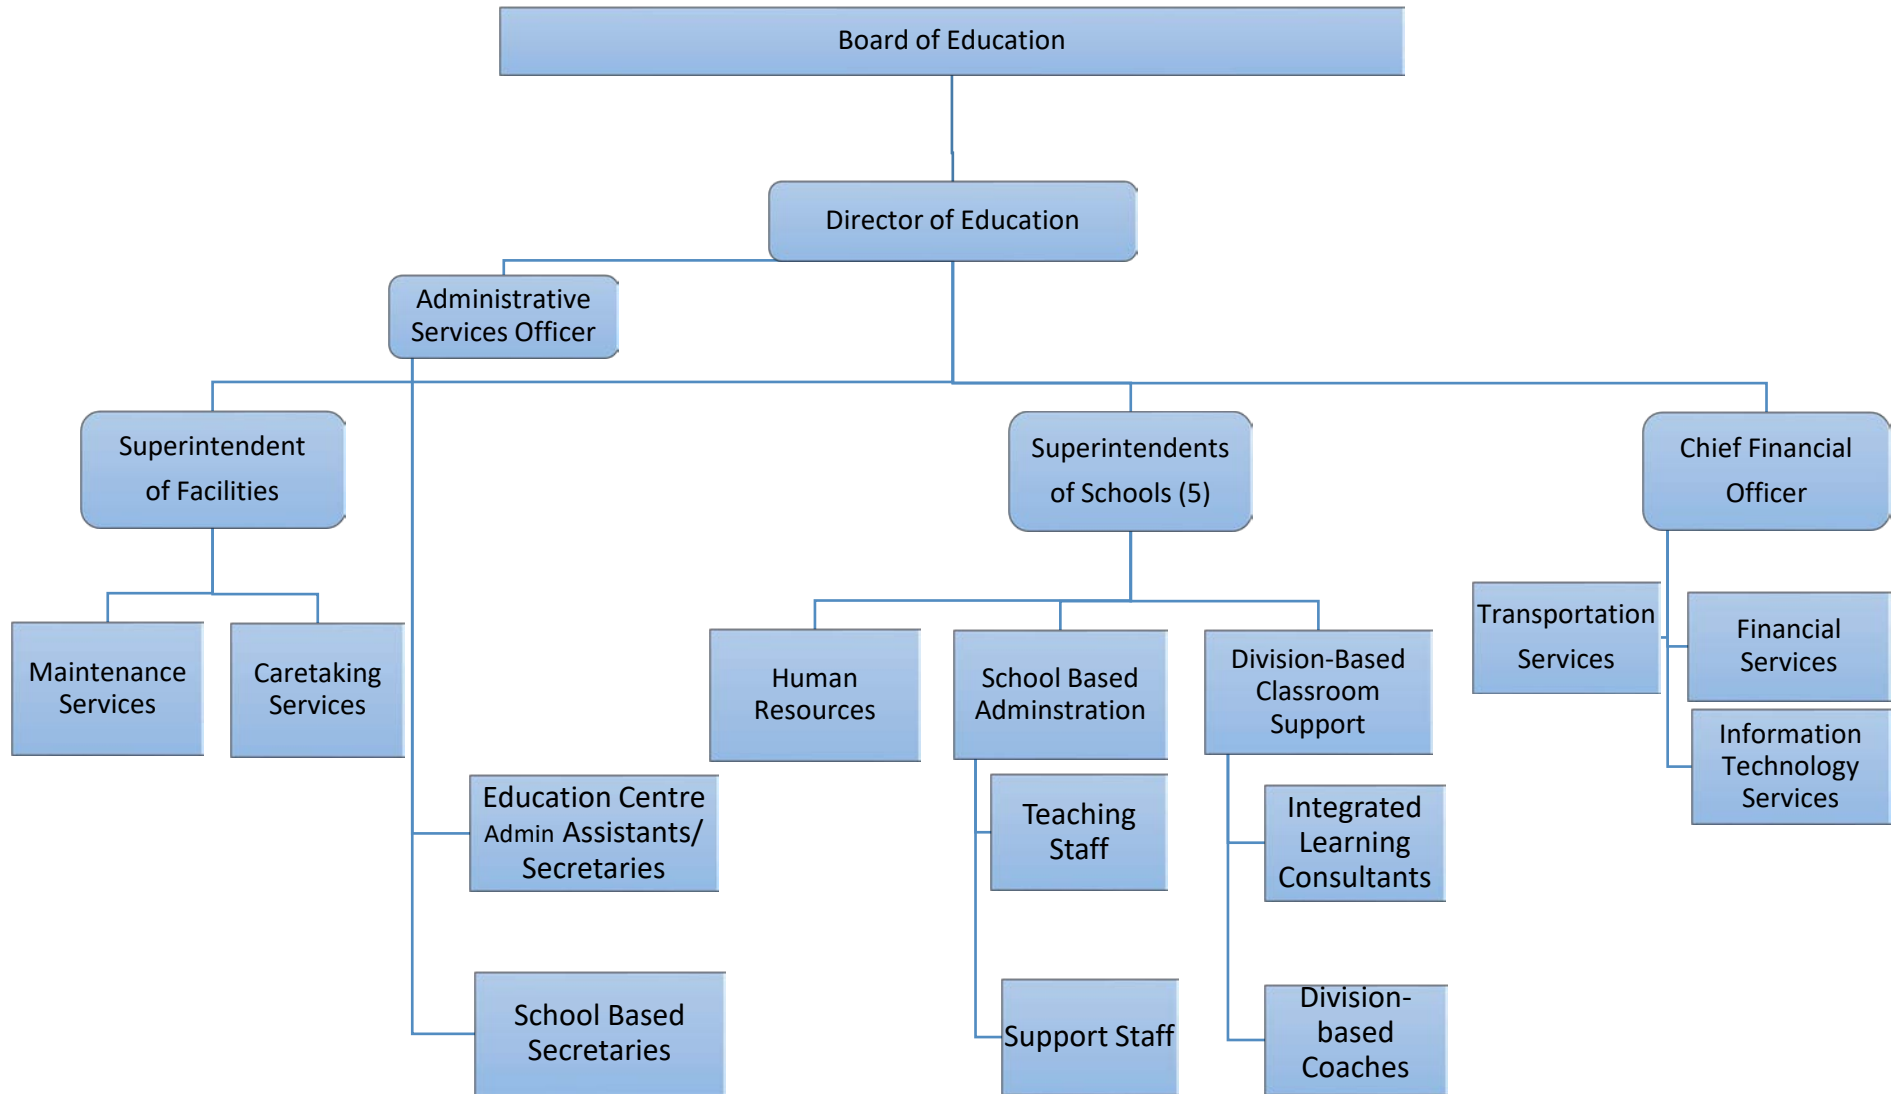 Board of Education
Director of Education
Administrative
Services Officer
Superintendent
of Facilities
Superintendents
of Schools (5)
Chief Financial
Officer
Maintenance
Services
Caretaking
Services
Human
Resources
School Based
Adminstration
Division-Based
Classroom
Support
Transportation
Services
Financial
Services
Information
Technology
Services
Education Centre
Admin Assistants/
Secretaries
Teaching
Staff
Integrated
Learning
Consultants
School Based
Secretaries
Support Staff
Division-
based
Coaches